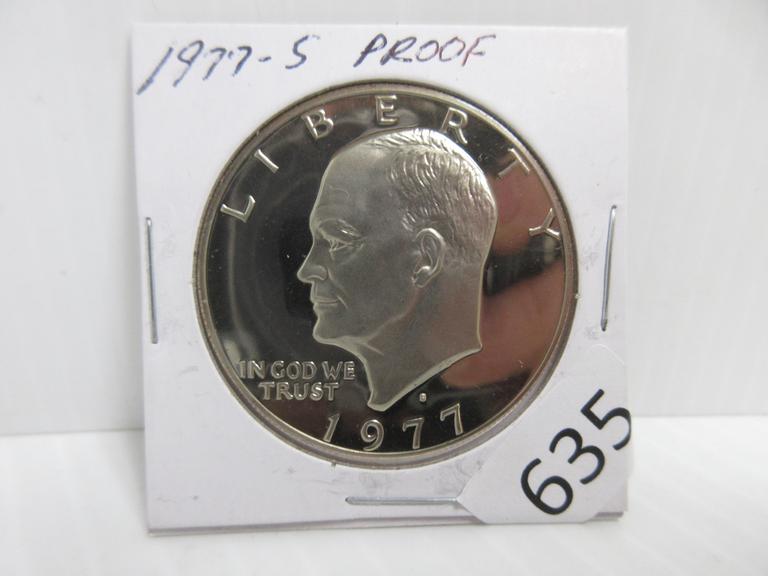 1977-S PROOF
LIBERTY
IN GOD WE
TRUST
S
1977
635